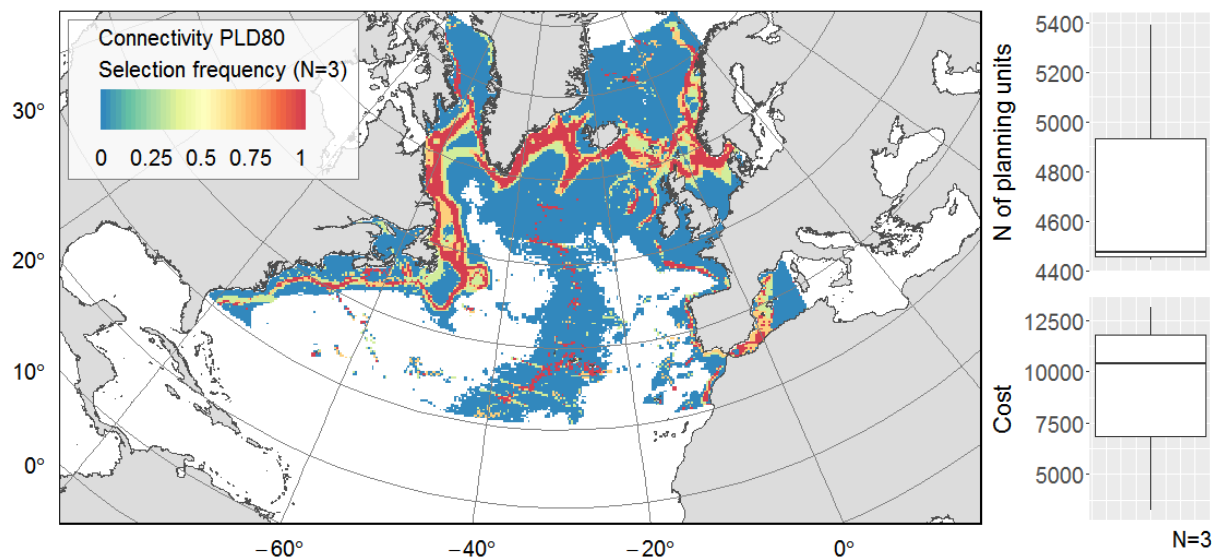 Connectivity PLD80
Selection frequency (N=3)
0 0.25 0.5 0.75 1
30°
20°
10°
0°
−60° −40° −20° 0°
N of planning units
5400
5200
5000
4800
4600
4400
Cost
12500
10000
7500
5000
N=3